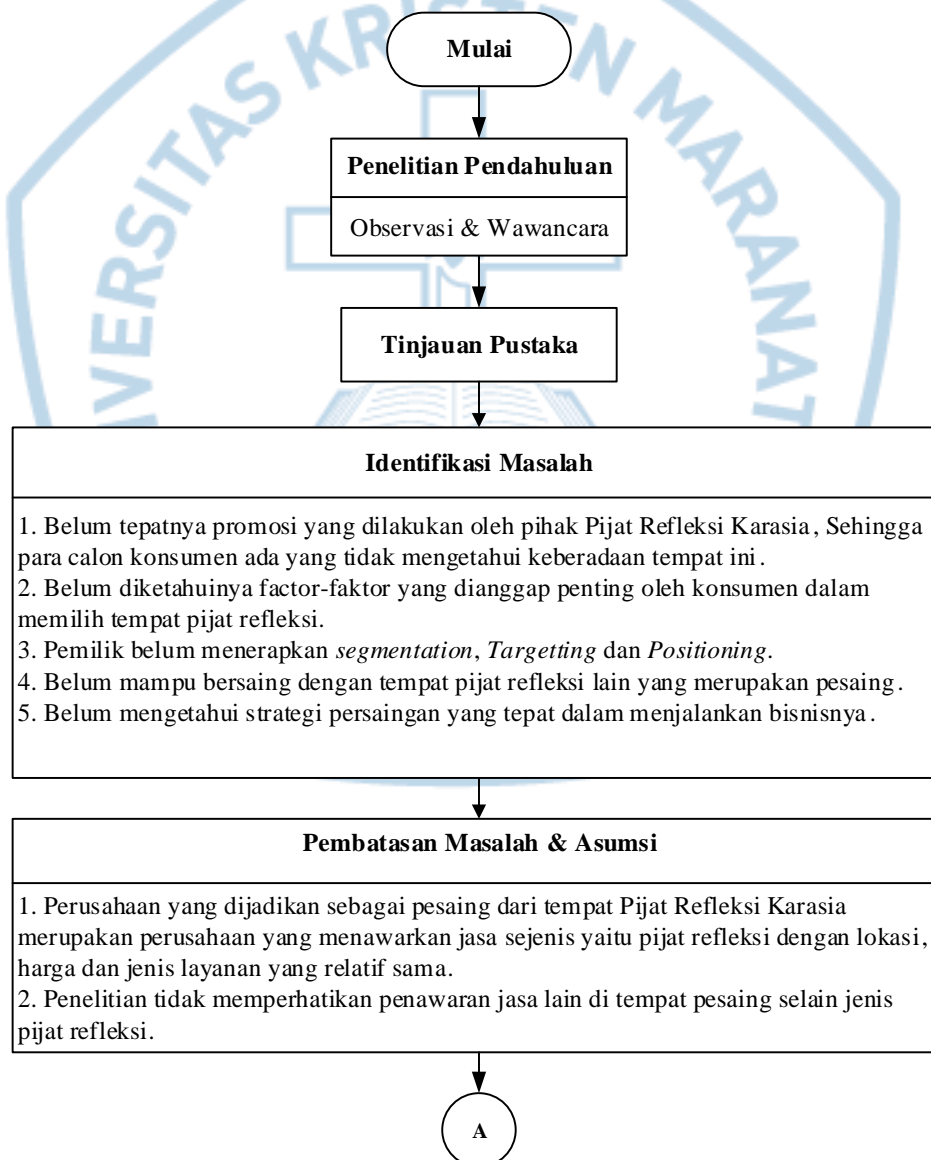 UNIVERSITAS KRISTEN MARANAT
Mulai
Penelitian Pendahuluan
Observasi & Wawancara
Tinjauan Pustaka
Identifikasi Masalah
1. Belum tepatnya promosi yang dilakukan oleh pihak Pijat Refleksi Karasia, Sehingga
para calon konsumen ada yang tidak mengetahui keberadaan tempat ini.
2. Belum diketahuinya factor-faktor yang dianggap penting oleh konsumen dalam
memilih tempat pijat refleksi.
3. Pemilik belum menerapkan segmentation, Targetting dan Positioning.
4. Belum mampu bersaing dengan tempat pijat refleksi lain yang merupakan pesaing.
5. Belum mengetahui strategi persaingan yang tepat dalam menjalankan bisnisnya.
Pembatasan Masalah & Asumsi
1. Perusahaan yang dijadikan sebagai pesaing dari tempat Pijat Refleksi Karasia
merupakan perusahaan yang menawarkan jasa sejenis yaitu pijat refleksi dengan lokasi,
harga dan jenis layanan yang relatif sama.
2. Penelitian tidak memperhatikan penawaran jasa lain di tempat pesaing selain jenis
pijat refleksi.
A